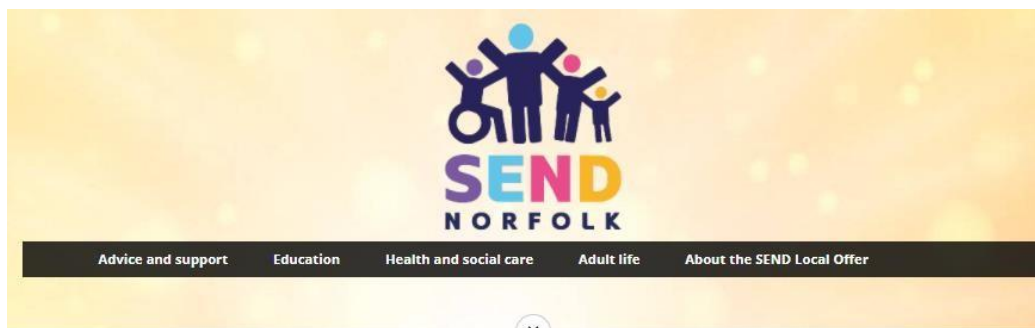 SEND
NORFOLK
Advice and support Education Health and social care Adult life About the SEND Local Offer